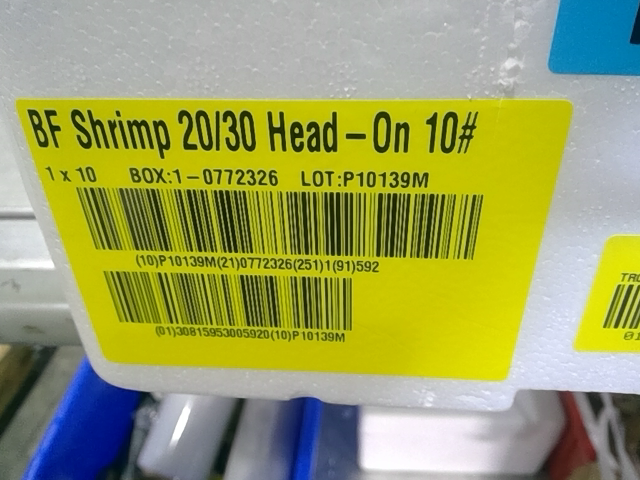 BF Shrimp 20/30 Head-On 10#
1 x 10 BOX:1-0772326 LOT:P10139M
(10)P10139M(21)0772326(251)1(91)592
(01)30815953005920(10)P10139M